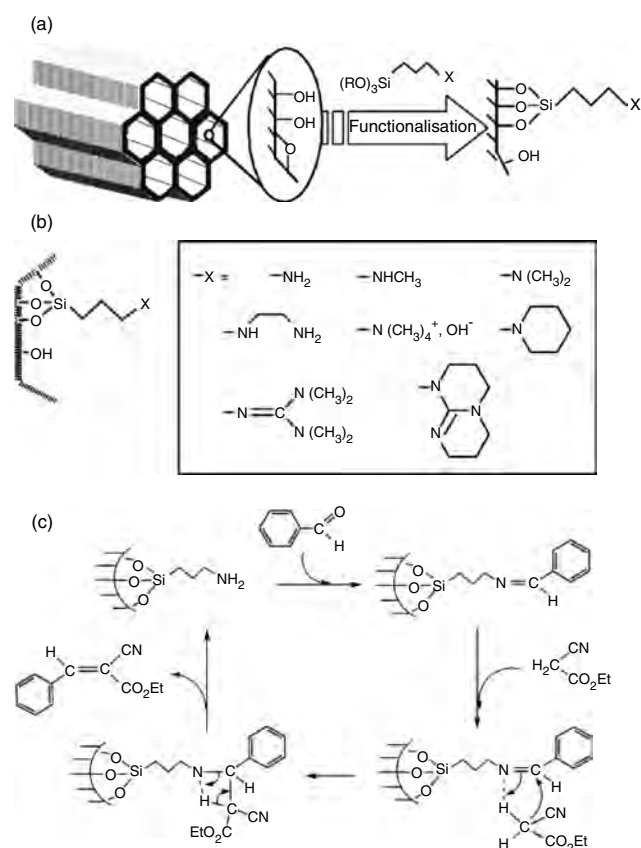 (a)
(RO)3Si X
OH
OH
O
Functionalisation
O
O Si
O X
OH
(b)
O
O Si X
O
OH
X = NH2 NHCH3 N (CH3)2
NH NH2 N (CH3)4+, OH- N
N C N (CH3)2 N (CH3)2
N N N
(c)
C O H
O
O Si NH2
O
O
O Si N C H
O
H C CN CO2Et
H2C CN CO2Et
O
O Si N C H
O
H C CN
EtO2C
O
O Si N C H
O
H C CN
H CO2Et